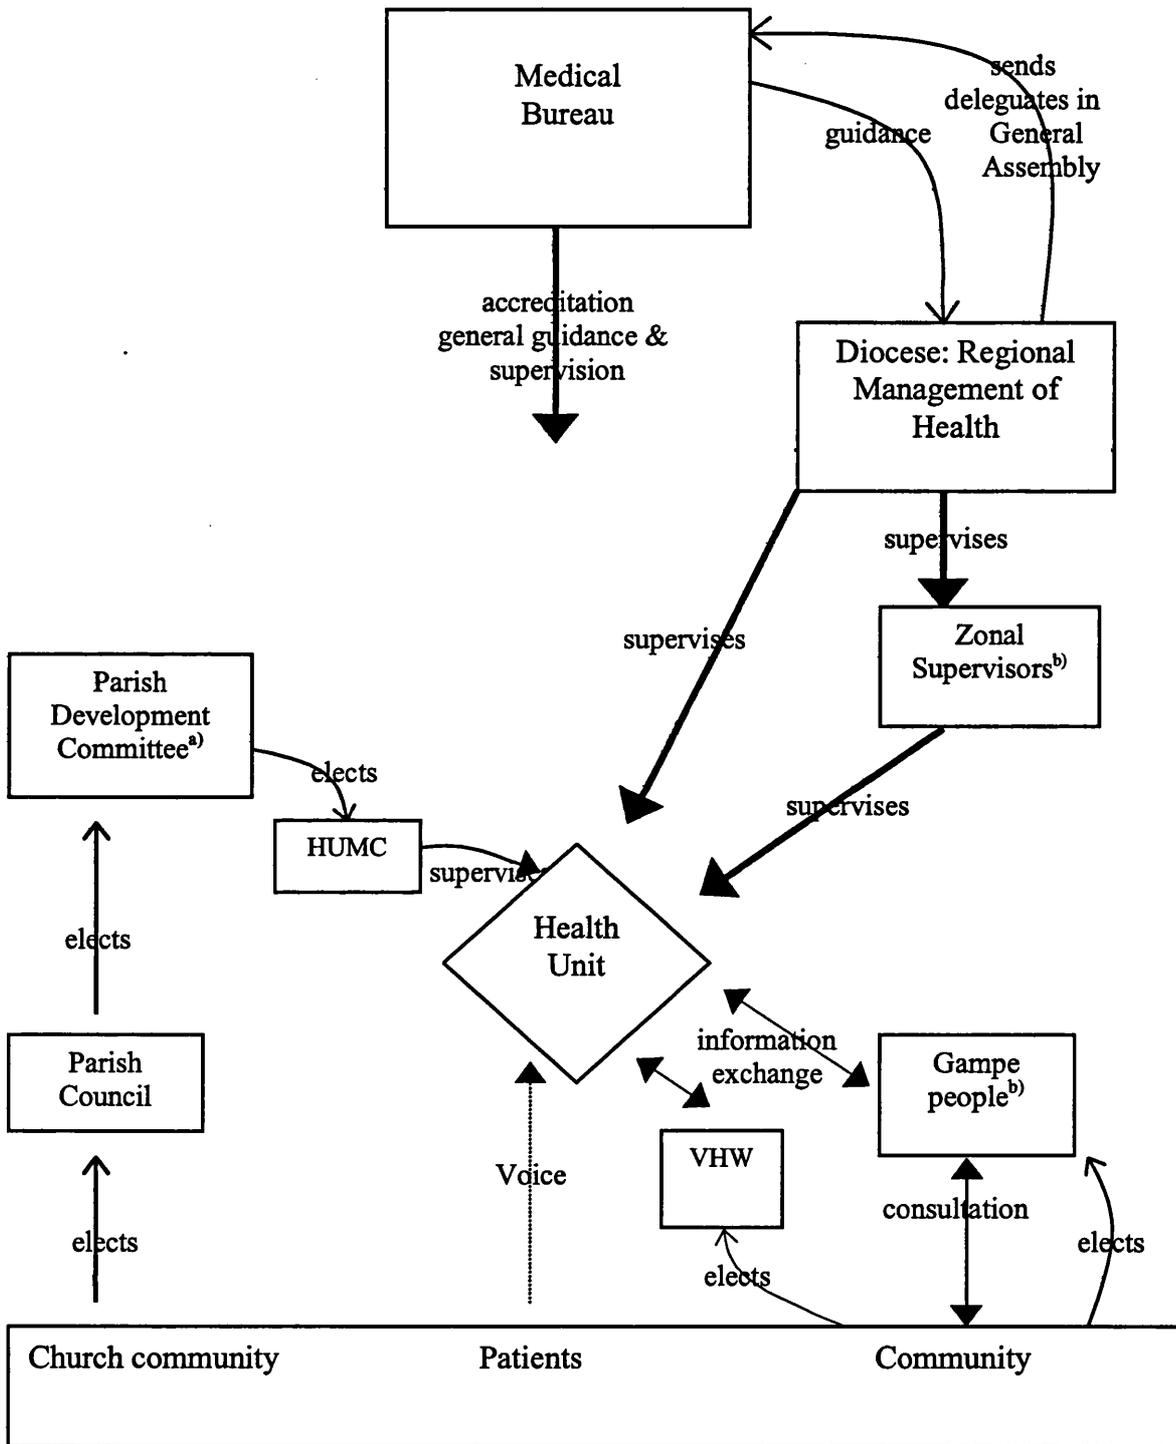 Medical
Bureau
sends
deleguates in
General
Assembly
guidance
accreditation
general guidance &
supervision
Diocese: Regional
Management of
Health
supervises
supervises
Zonal
Supervisors b)
Parish
Development
Committee a)
elects
HUMC
supervises
supervises
Health
Unit
elects
information
exchange
Parish
Council
Gampe
people b)
VHW
Voice
consultation
elects
elects
elects
Church community
Patients
Community